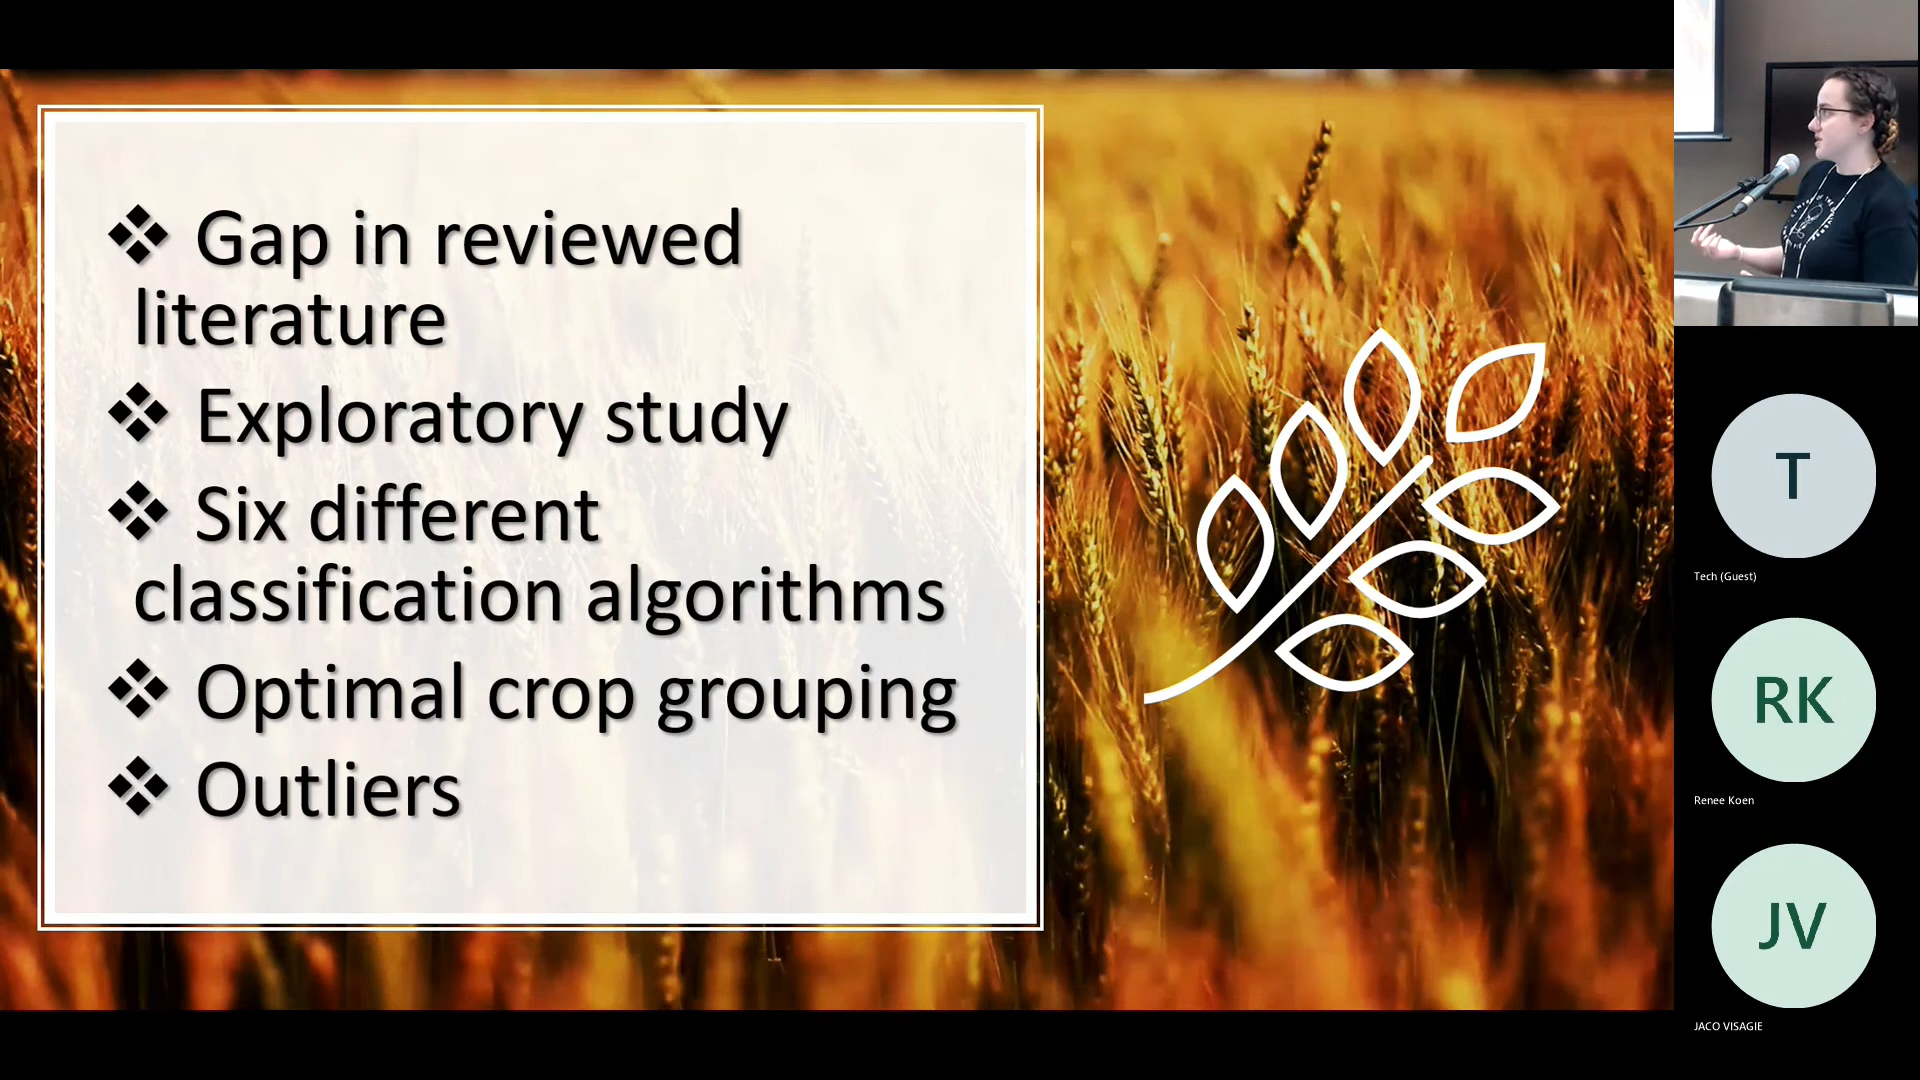 ❖ Gap in reviewed
literature
❖ Exploratory study
❖ Six different
classification algorithms
❖ Optimal crop grouping
❖ Outliers
T
Tech (Guest)
RK
Renee Koen
JV
JACO VISAGIE